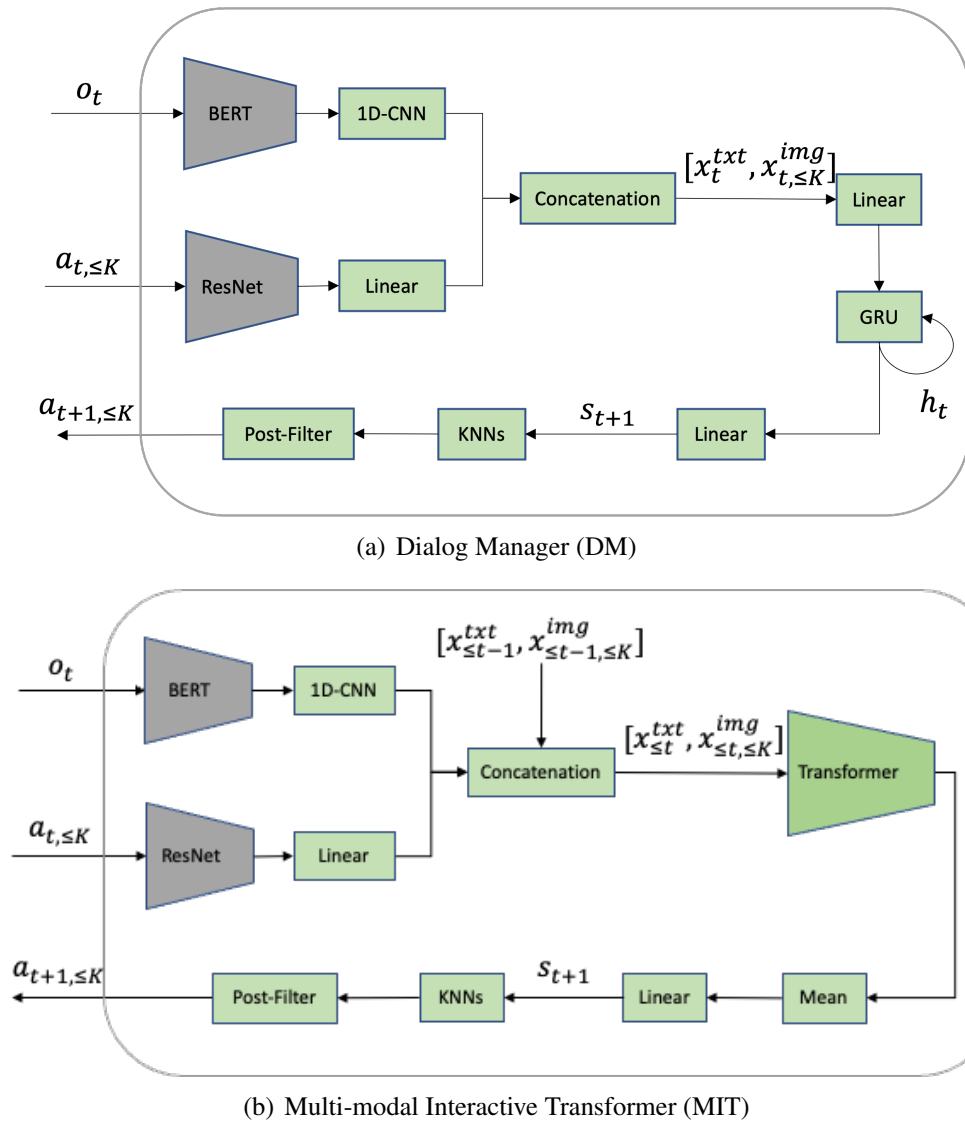 o_t
BERT
1D-CNN
[x_t^{txt}, x_{t,≤K}^{img}]
Concatenation
Linear
a_{t,≤K}
ResNet
Linear
GRU
h_t
a_{t+1,≤K}
Post-Filter
KNNs
s_{t+1}
Linear
(a) Dialog Manager (DM)
[x_{≤t-1}^{txt}, x_{≤t-1,≤K}^{img}]
o_t
BERT
1D-CNN
[x_{≤t}^{txt}, x_{≤t,≤K}^{img}]
Concatenation
Transformer
a_{t,≤K}
ResNet
Linear
a_{t+1,≤K}
Post-Filter
KNNs
s_{t+1}
Linear
Mean
(b) Multi-modal Interactive Transformer (MIT)